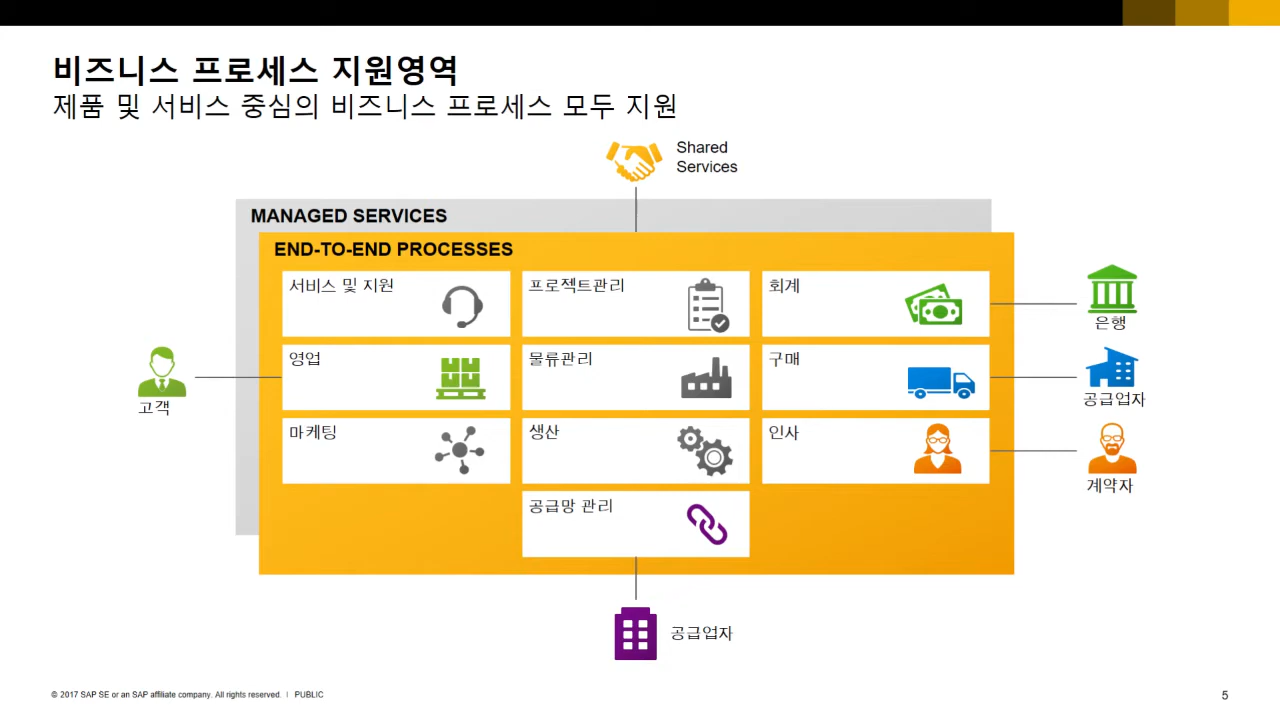 비즈니스 프로세스 지원영역
제품 및 서비스 중심의 비즈니스 프로세스 모두 지원
Shared
Services
MANAGED SERVICES
END-TO-END PROCESSES
서비스 및 지원
프로젝트관리
회계
은행
영업
물류관리
구매
고객
공급업자
마케팅
생산
인사
계약자
공급망 관리
공급업자
© 2017 SAP SE or an SAP affiliate company. All rights reserved. | PUBLIC
5